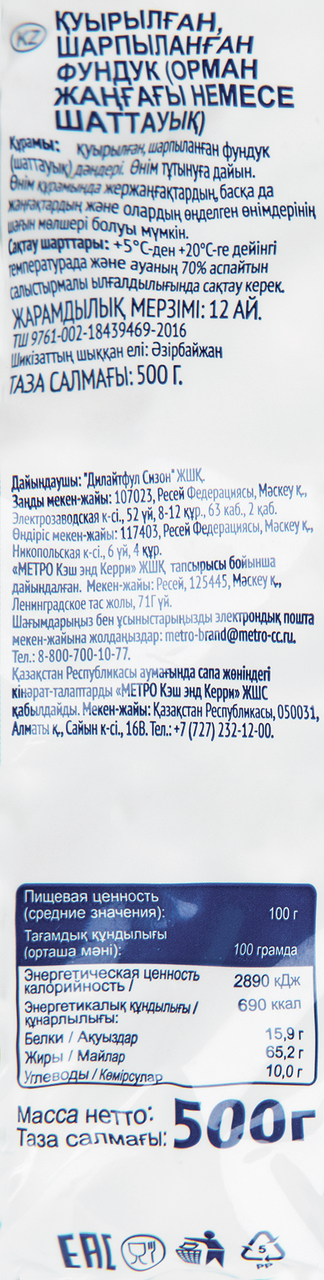 KZ
ҚУЫРЫЛҒАН,
ШАРПЫЛАНҒАН
ФУНДУК (ОРМАН
ЖАҢҒАҒЫ НЕМЕСЕ
ШАТТАУЫҚ)
Құрамы: қуырылған, шарпыланған фундук
(шаттауық) дәндері. Өнім тұтынуға дайын.
Өнім құрамында жержаңғақтардың, басқа да
жаңғақтардың және олардың өңделген өнімдерінің
шағын мөлшері болуы мүмкін.
Сақтау шарттары: +5°С-ден +20°С-ге дейінгі
температурада және ауаның 70% аспайтын
салыстырмалы ылғалдылығында сақтау керек.
ЖАРАМДЫЛЫҚ МЕРЗІМІ: 12 АЙ.
ТШ 9761-002-18439469-2016
Шикізаттың шыққан елі: Әзірбайжан
ТАЗА САЛМАҒЫ: 500 Г.
Дайындаушы: "Дилайтфул Сизон" ЖШҚ.
Заңды мекен-жайы: 107023, Ресей Федерациясы, Мәскеу қ.,
Электрозаводская к-сі., 52 үй, 8-12 құр., 63 каб., 2 қаб.
Өндіріс мекен-жайы: 117403, Ресей Федерациясы, Мәскеу қ.,
Никопольская к-сі., 6 үй, 4 құр.
«МЕТРО Кэш энд Керри» ЖШҚ тапсырысы бойынша
дайындалған. Мекен-жайы: Ресей, 125445, Мәскеу қ.,
Ленинградское тас жолы, 71Г үй.
Шағымдарыңыз бен ұсыныстарыңызды электрондық пошта
мекен-жайына жолдаңыздар: metro-brand@metro-cc.ru.
Тел.: 8-800-700-10-77.
Қазақстан Республикасы аумағында сапа жөніндегі
кінәрат-талаптарды «МЕТРО Кэш энд Керри» ЖШС
қабылдайды. Мекен-жайы: Қазақстан Республикасы, 050031,
Алматы қ., Сайын к-сі., 16В. Тел.: +7 (727) 232-12-00.
Пищевая ценность
(средние значения): 100 г
Тағамдық құндылығы
(орташа мәні): 100 грамда
Энергетическая ценность
калорийность / 2890 кДж
Энергетикалық құндылығы /
құнарлылығы: 690 ккал
Белки / Ақуыздар 15,9 г
Жиры / Майлар 65,2 г
Углеводы / Көмірсулар 10,0 г
Масса нетто:
Таза салмағы: 500г
EAC
5
PP